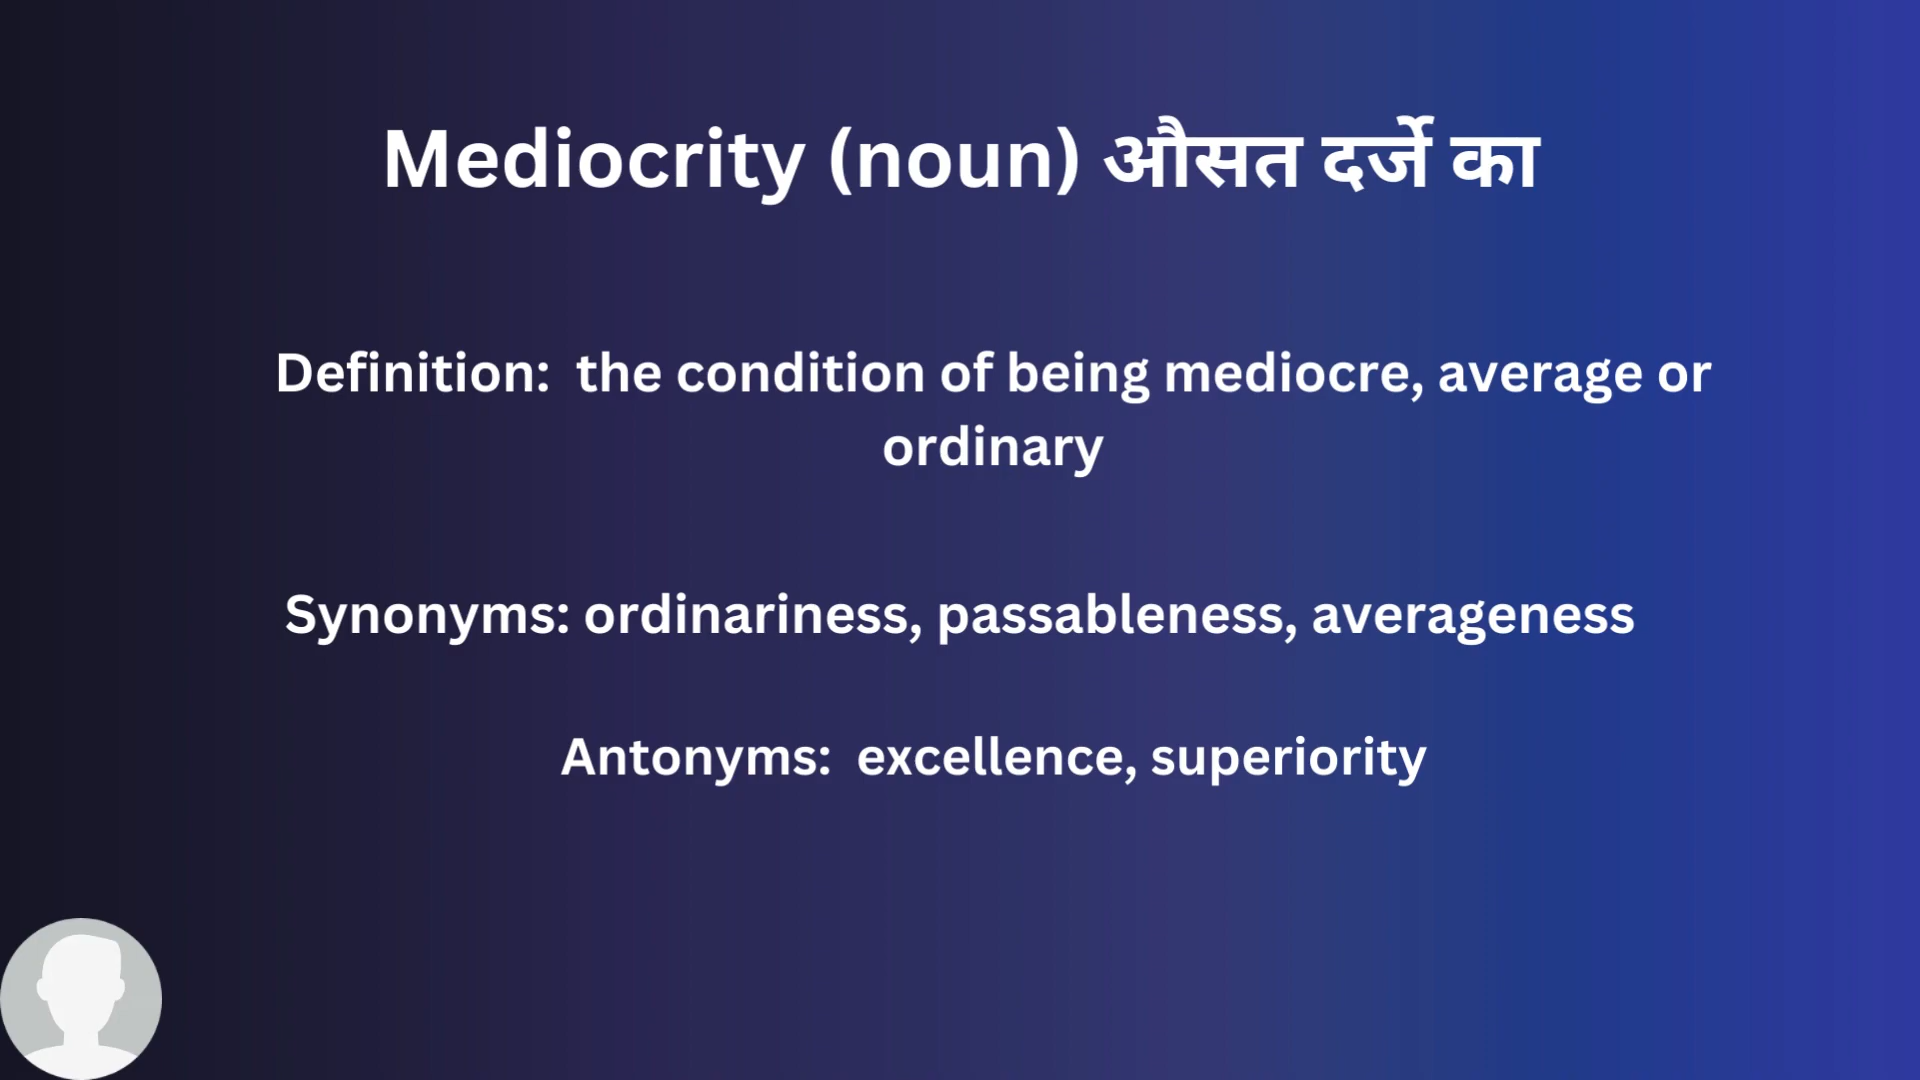 Mediocrity (noun) औसत दर्जे का
Definition:  the condition of being mediocre, average or
ordinary
Synonyms: ordinariness, passableness, averageness
Antonyms:  excellence, superiority